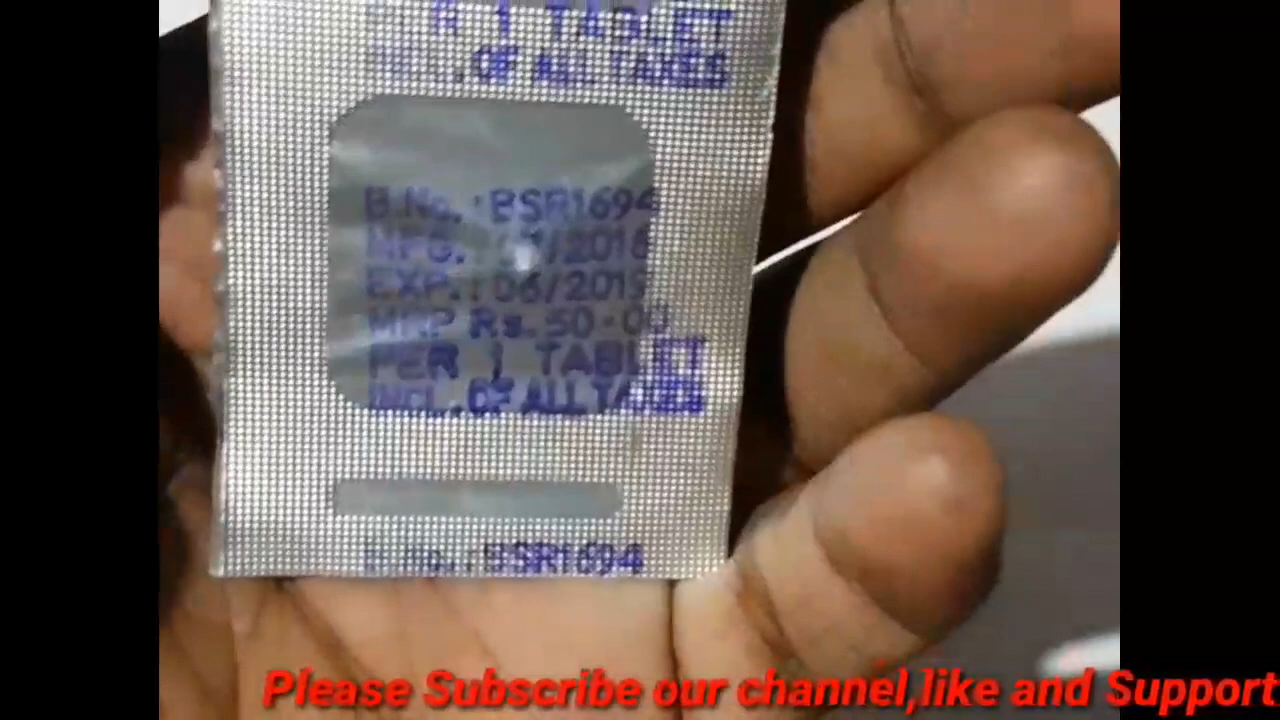 R 1 TABLET
INCL. OF ALL TAXES
B.No. : BSR1694
MFG. /2018
EXP. : 06/2019
MRP Rs. 50-00
PER 1 TABLET
INCL. OF ALL TAXES
B.No. : BSR1694
Please Subscribe our channel,like and Support